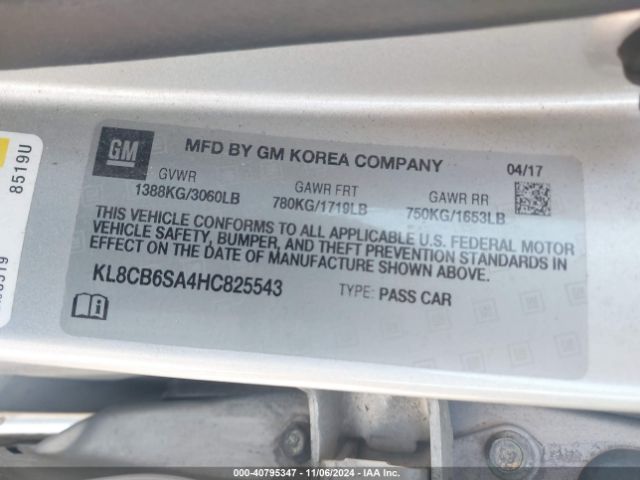 8519U
GM
MFD BY GM KOREA COMPANY
04/17
GVWR
1388KG/3060LB
GAWR FRT
780KG/1719LB
GAWR RR
750KG/1653LB
THIS VEHICLE CONFORMS TO ALL APPLICABLE U.S. FEDERAL MOTOR
VEHICLE SAFETY, BUMPER, AND THEFT PREVENTION STANDARDS IN
EFFECT ON THE DATE OF MANUFACTURE SHOWN ABOVE.
KL8CB6SA4HC825543
TYPE: PASS CAR
000-40795347 - 11/06/2024 - IAA Inc.